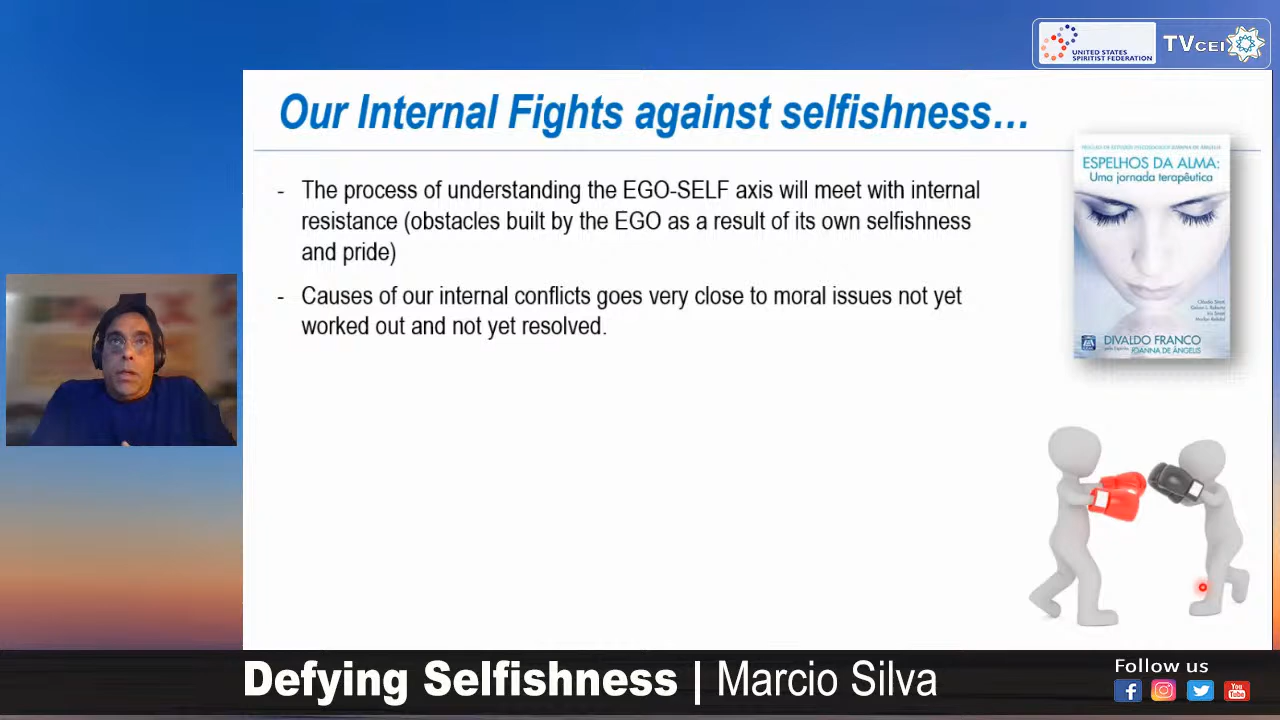 UNITED STATES
SPIRITIST FEDERATION
TVCEI
Our Internal Fights against selfishness…
- The process of understanding the EGO-SELF axis will meet with internal
resistance (obstacles built by the EGO as a result of its own selfishness
and pride)
- Causes of our internal conflicts goes very close to moral issues not yet
worked out and not yet resolved.
ESPELHOS DA ALMA:
Uma jornada terapêutica
DIVALDO FRANCO
JOANNA DE ÂNGELIS
Defying Selfishness | Marcio Silva
Follow us
You
Tube